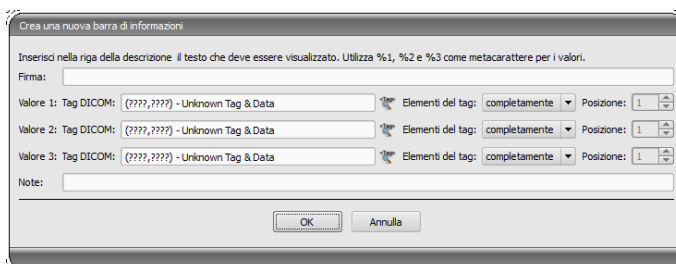 Crea una nuova barra di informazioni
Inserisci nella riga della descrizione il testo che deve essere visualizzato. Utilizza %1, %2 e %3 come metacarattere per i valori.
Firma:
Valore 1: Tag DICOM: (????,????) - Unknown Tag & Data Elementi del tag: completamente Posizione: 1
Valore 2: Tag DICOM: (????,????) - Unknown Tag & Data Elementi del tag: completamente Posizione: 1
Valore 3: Tag DICOM: (????,????) - Unknown Tag & Data Elementi del tag: completamente Posizione: 1
Note:
OK Annulla